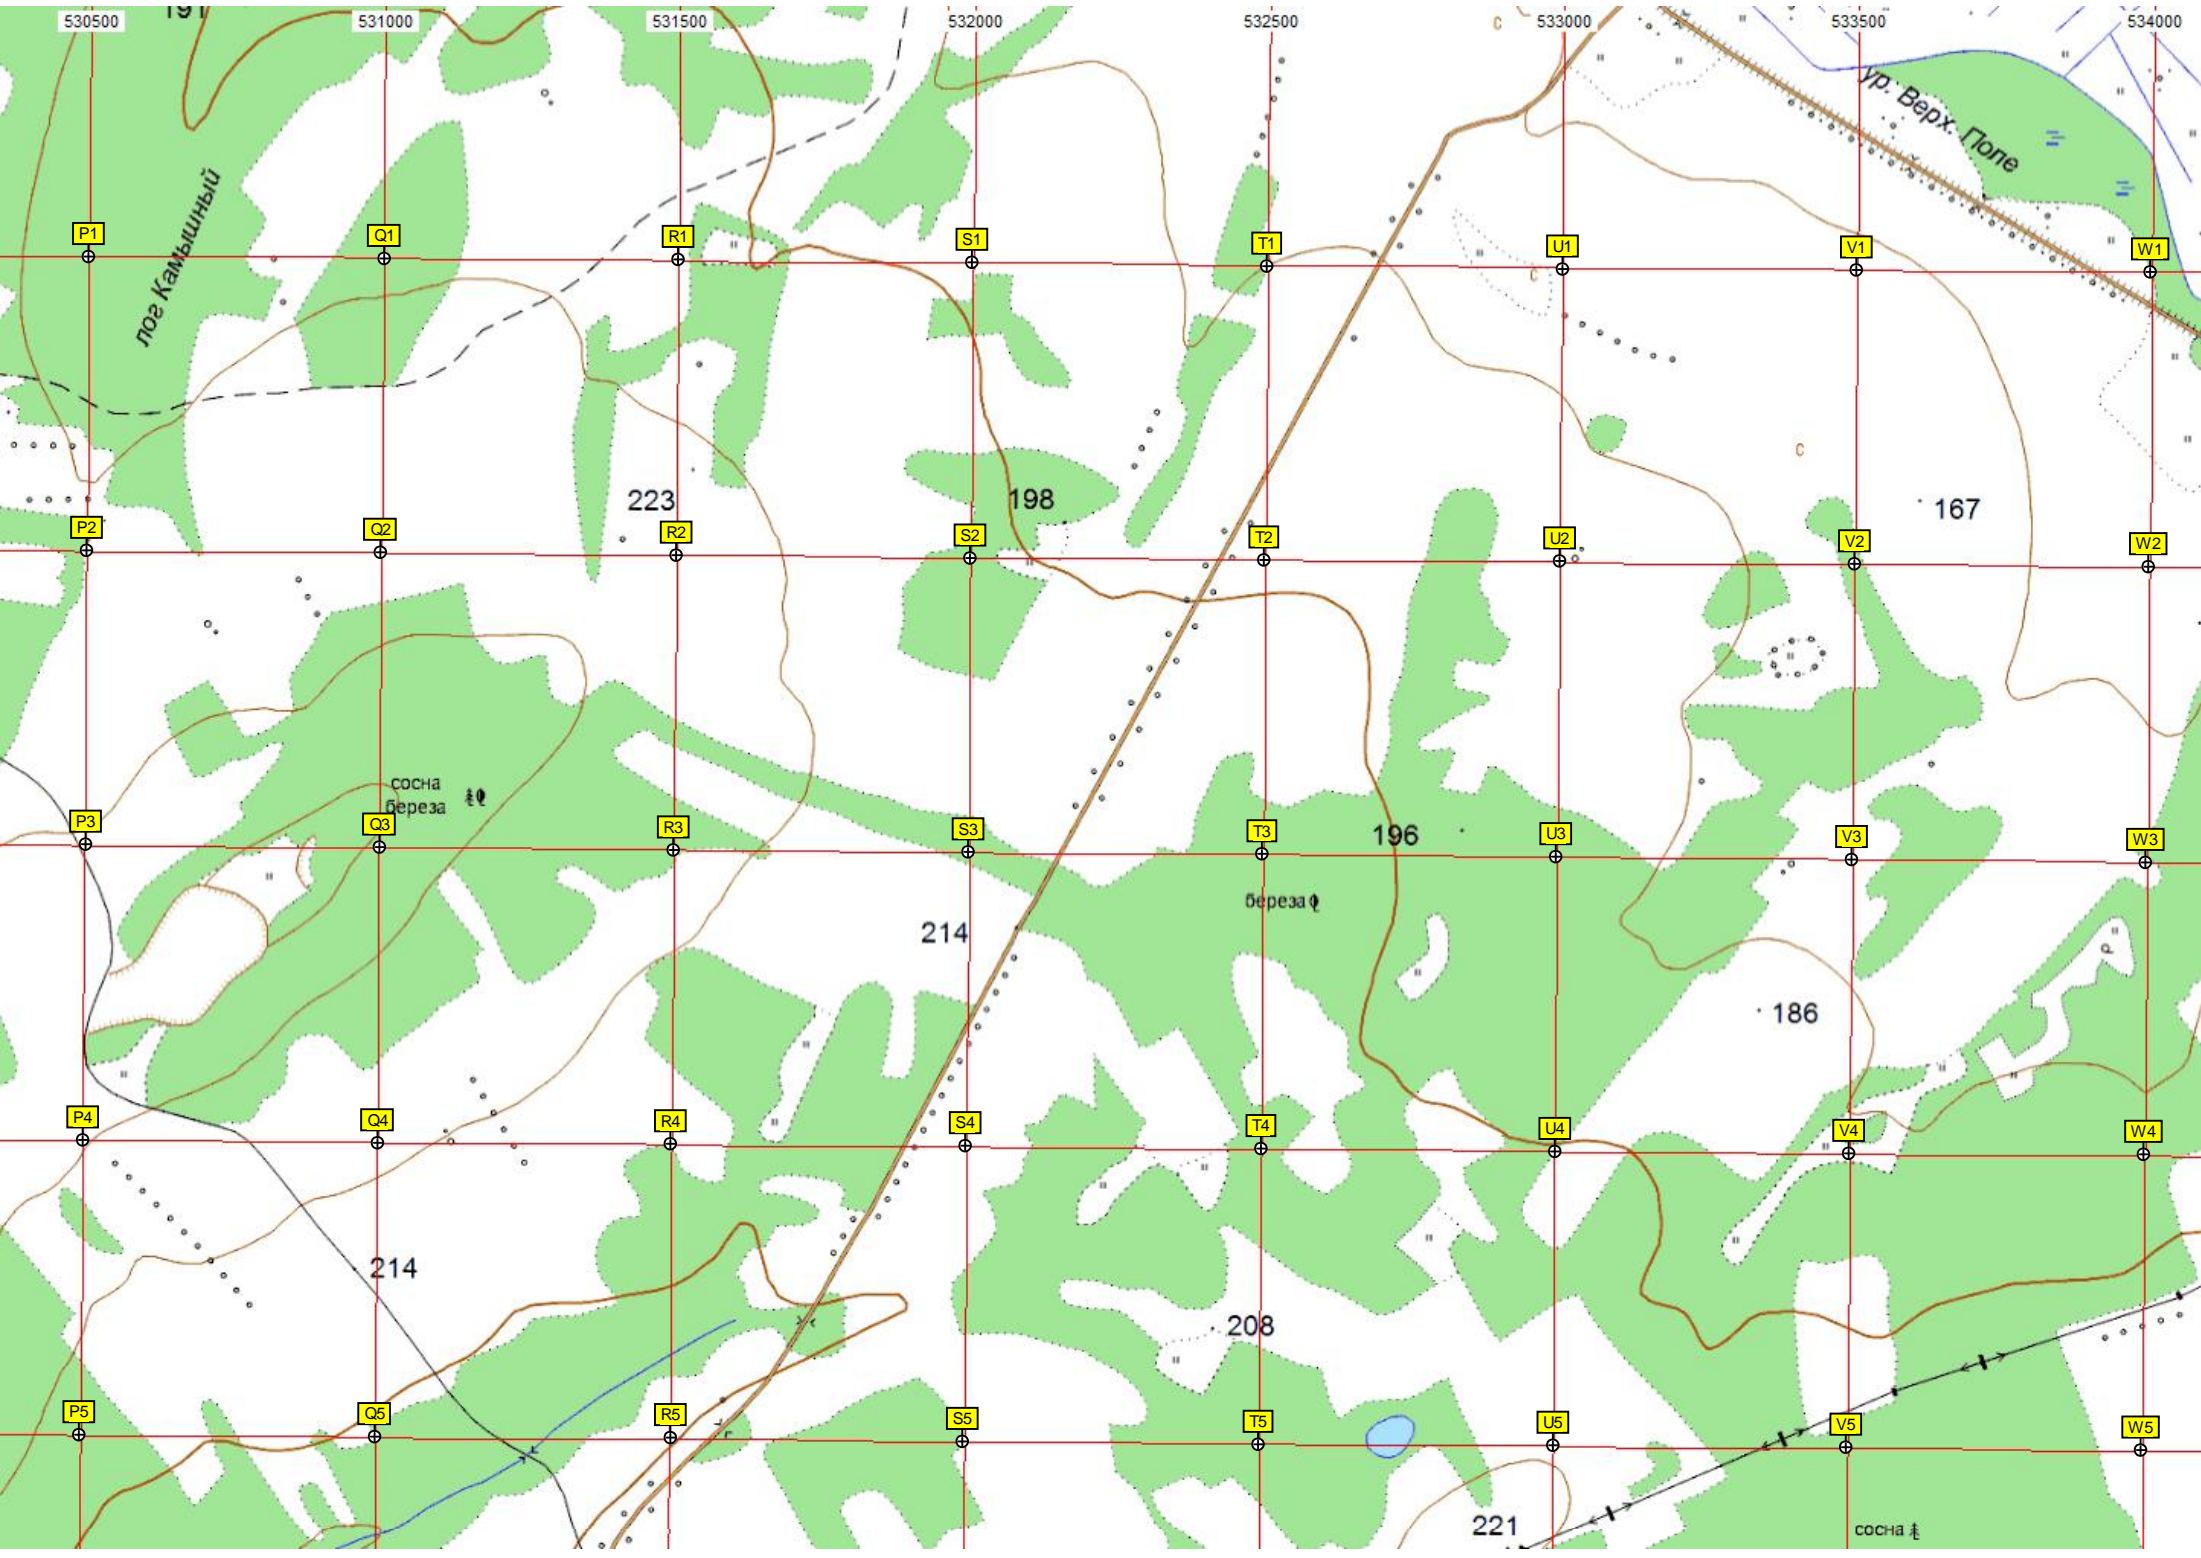 191
530500 531000 531500 532000 532500 533000 533500 534000
с
ур. Верх. Попе
лог Камышный
P1 Q1 R1 S1 T1 U1 V1 W1
с
с
223 198 167
P2 Q2 R2 S2 T2 U2 V2 W2
сосна
береза
P3 Q3 R3 S3 T3 U3 V3 W3
196
береза
214
р
186
P4 Q4 R4 S4 T4 U4 V4 W4
214
208
P5 Q5 R5 S5 T5 U5 V5 W5
221
сосна